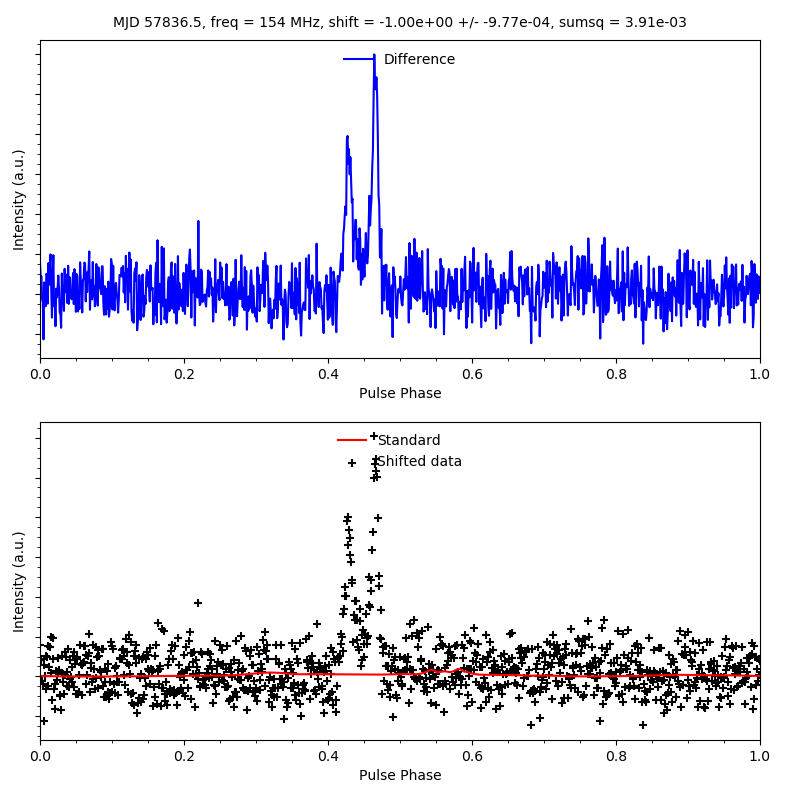 MJD 57836.5, freq = 154 MHz, shift = -1.00e+00 +/- -9.77e-04, sumsq = 3.91e-03
Difference
Intensity (a.u.)
0.0 0.2 0.4 0.6 0.8 1.0
Pulse Phase
Standard
Shifted data
Intensity (a.u.)
0.0 0.2 0.4 0.6 0.8 1.0
Pulse Phase